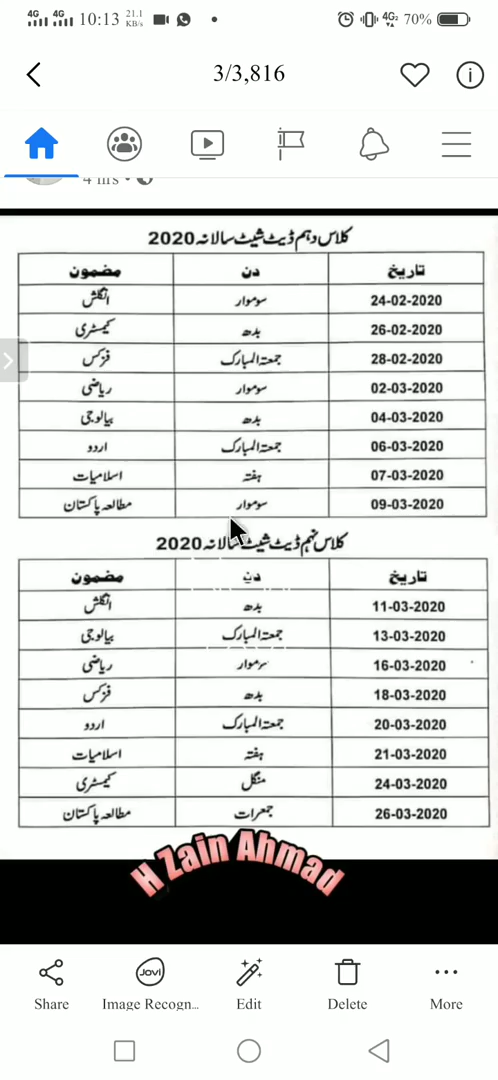 4G 4G 10:13 21.1 KB/s 4G2 70%
3/3,816
کلاس دہم ڈیٹ شیٹ سالانہ 2020
تاریخ دن مضمون
24-02-2020 سوموار انگلش
26-02-2020 بدھ کیمسٹری
28-02-2020 جمعتہ المبارک فزکس
02-03-2020 سوموار ریاضی
04-03-2020 بدھ بیالوجی
06-03-2020 جمعتہ المبارک اردو
07-03-2020 ہفتہ اسلامیات
09-03-2020 سوموار مطالعہ پاکستان
کلاس نہم ڈیٹ شیٹ سالانہ 2020
تاریخ دن مضمون
11-03-2020 بدھ انگلش
13-03-2020 جمعتہ المبارک بیالوجی
16-03-2020 سوموار ریاضی
18-03-2020 بدھ فزکس
20-03-2020 جمعتہ المبارک اردو
21-03-2020 ہفتہ اسلامیات
24-03-2020 منگل کیمسٹری
26-03-2020 جمعرات مطالعہ پاکستان
H Zain Ahmad
Jovi
Share Image Recogn... Edit Delete More